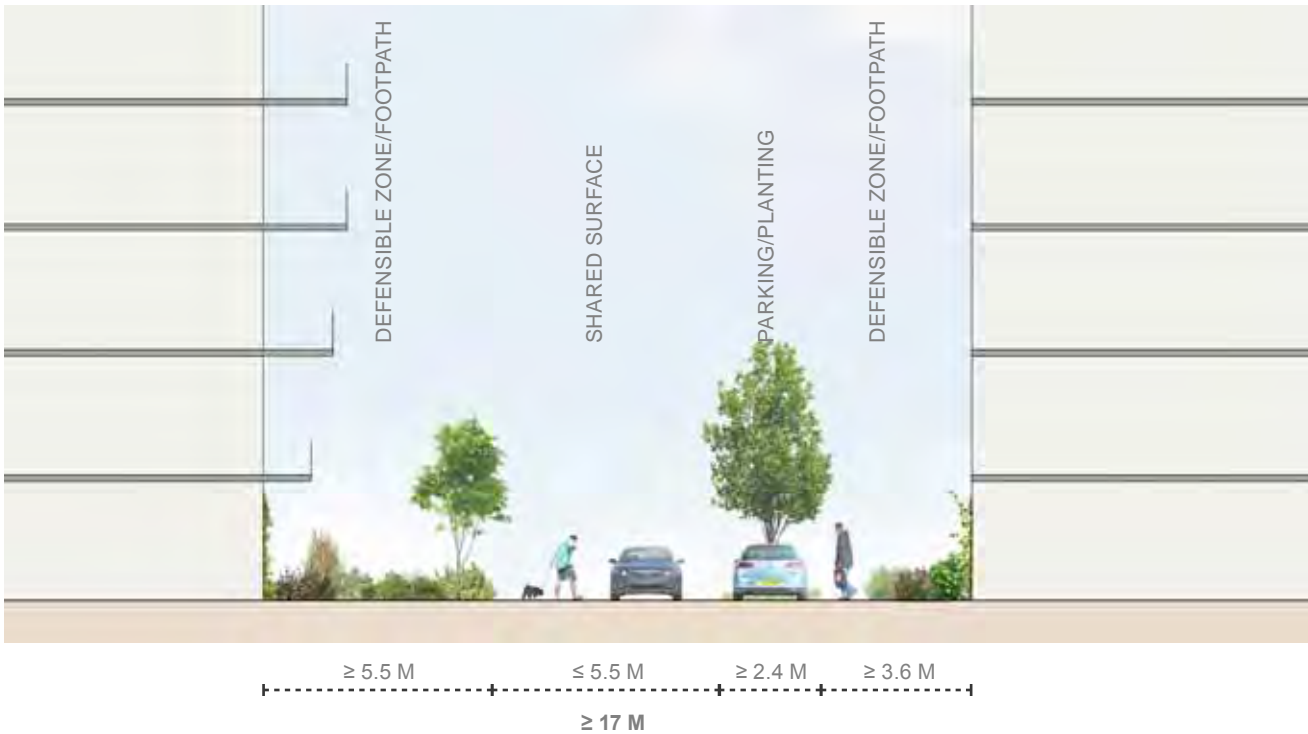 DEFENSIBLE ZONE/FOOTPATH
SHARED SURFACE
PARKING/PLANTING
DEFENSIBLE ZONE/FOOTPATH
≥ 5.5 M
≤ 5.5 M
≥ 2.4 M
≥ 3.6 M
≥ 17 M